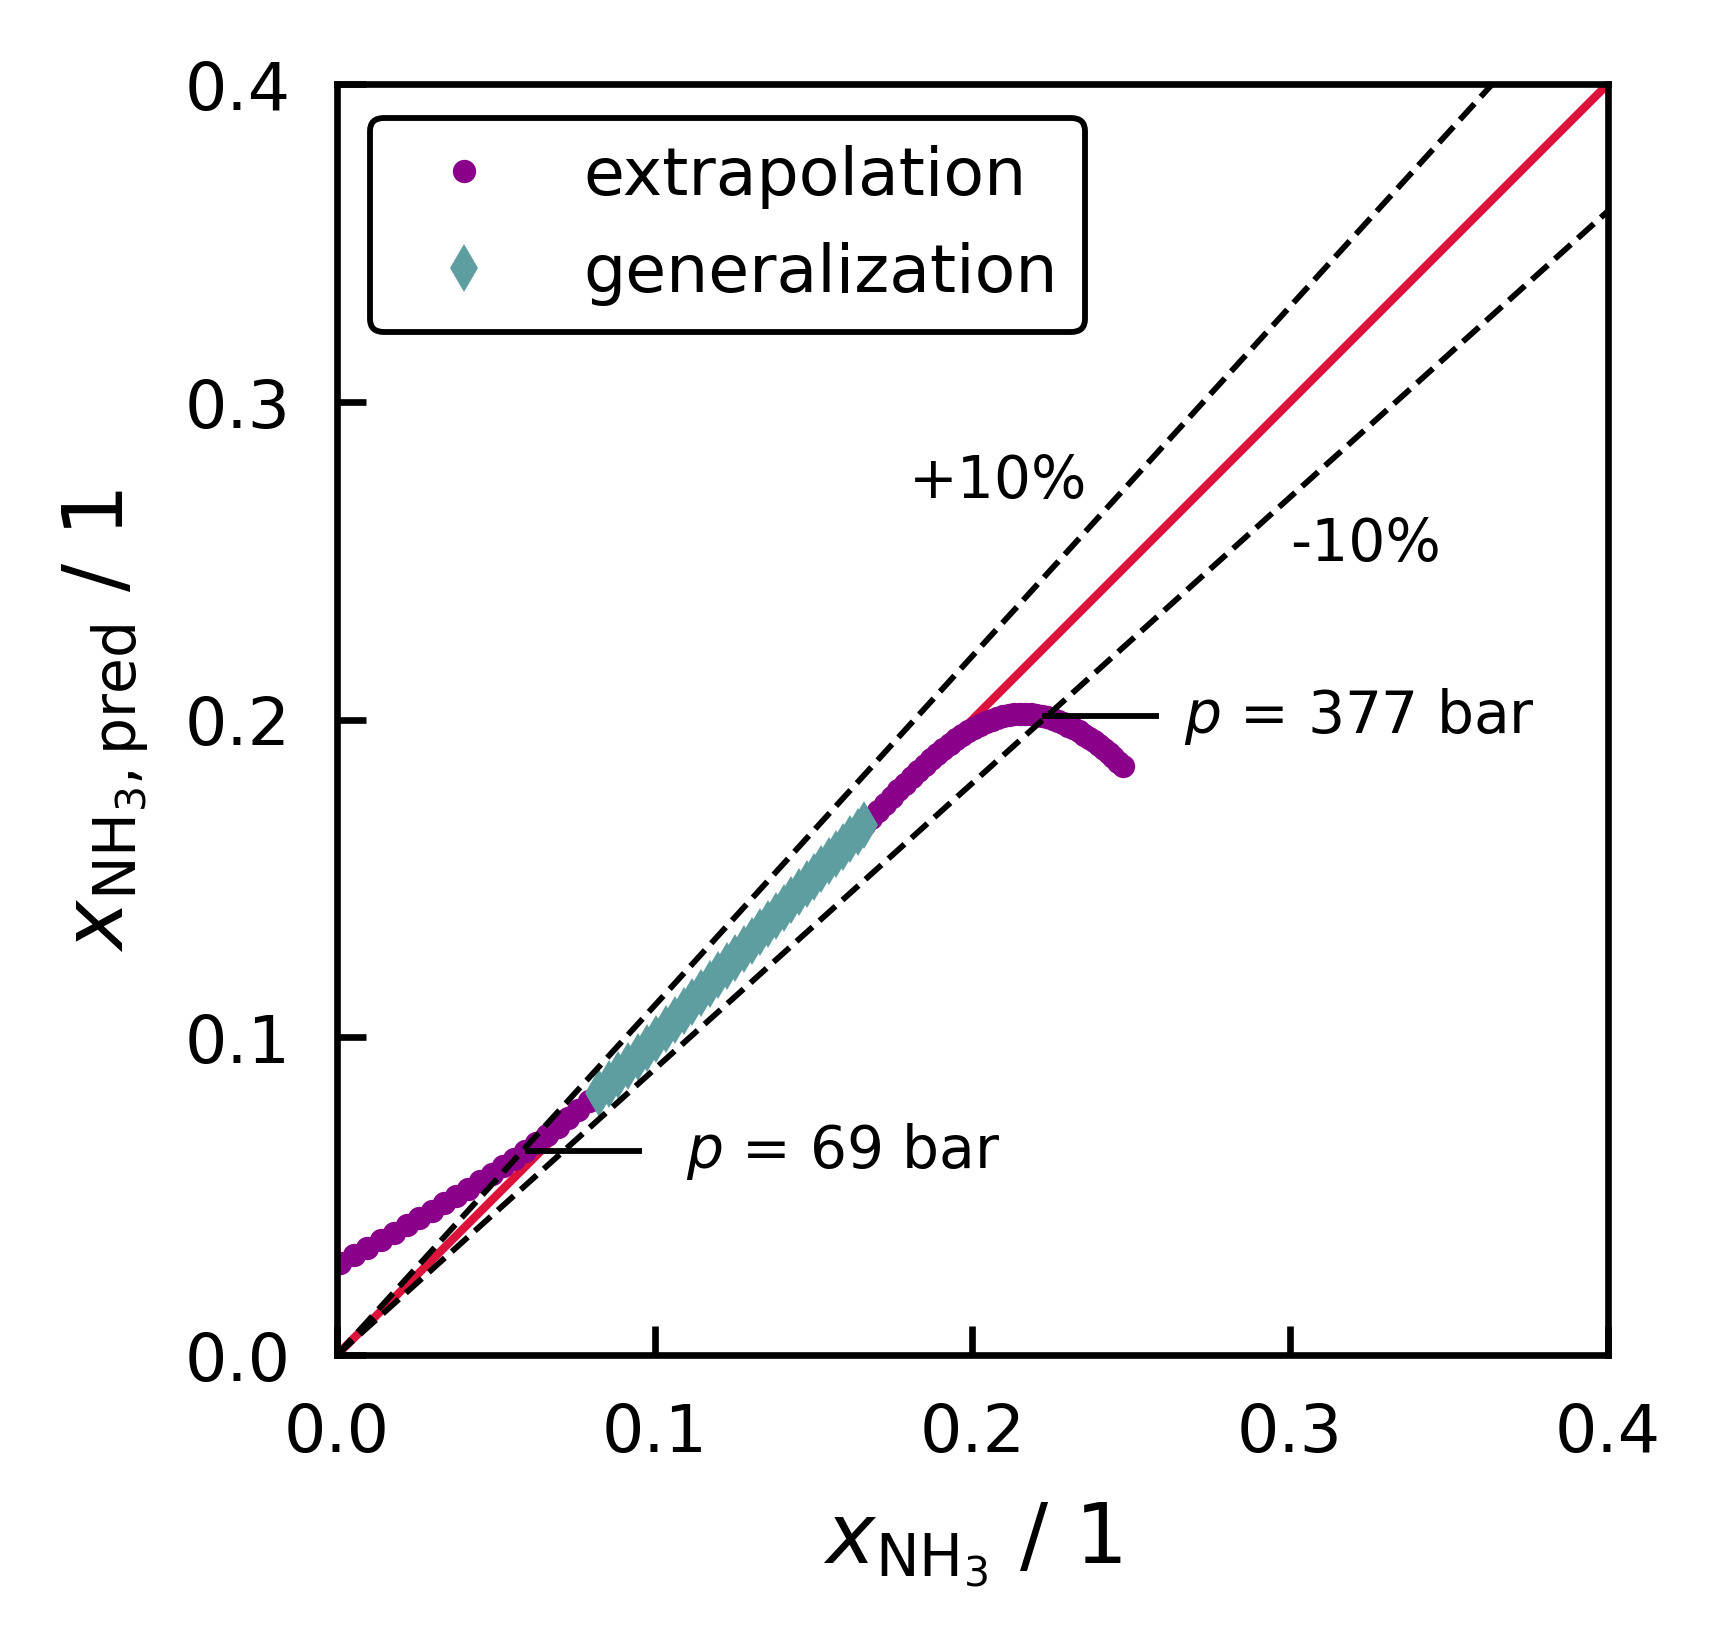 0.4
extrapolation
generalization
0.3
+10%
-10%
0.2
p = 377 bar
0.1
p = 69 bar
0.0
0.0 0.1 0.2 0.3 0.4
x_NH₃ / 1
x_NH₃,pred / 1